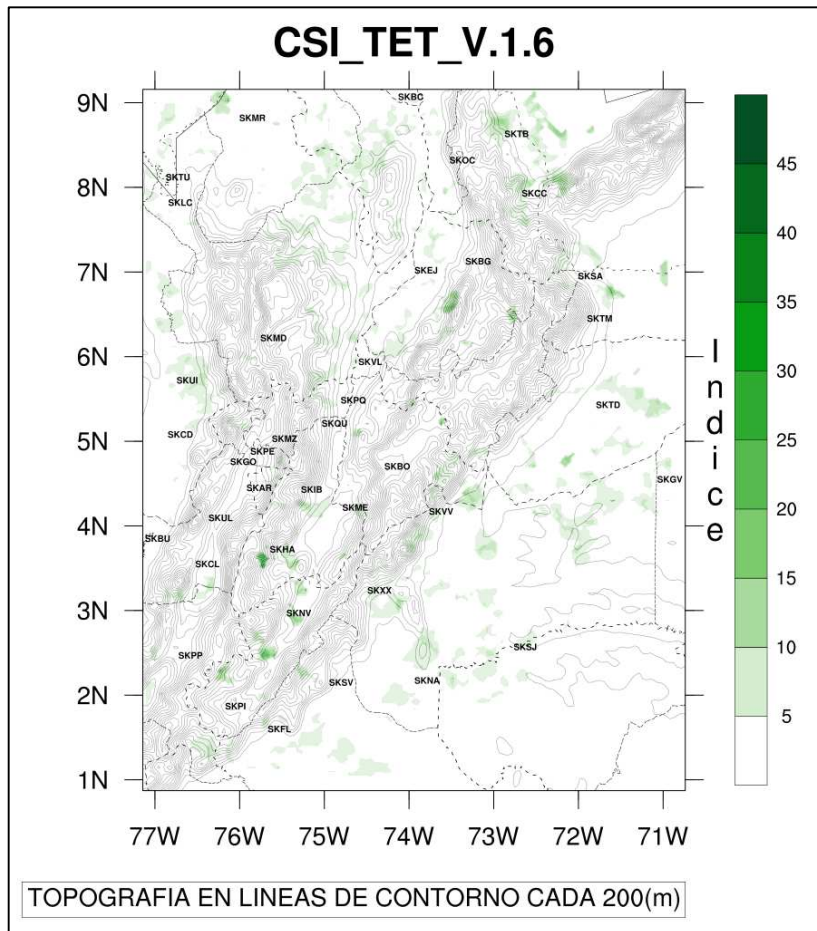 CSI_TET_V.1.6
9N
8N
7N
6N
5N
4N
3N
2N
1N
77W 76W 75W 74W 73W 72W 71W
SKBC
SKMR
SKTB
SKOC
SKTU
SKCC
SKLC
SKBG
SKEJ
SKSA
SKTM
SKMD
SKVL
SKUI
SKPQ
SKTD
SKQU
SKCD
SKMZ
SKPE
SKGO
SKBO
SKGV
SKAR
SKIB
SKME
SKVV
SKUL
SKBU
SKHA
SKCL
SKXX
SKNV
SKSJ
SKPP
SKSV
SKNA
SKPI
SKFL
45
40
35
30
25
20
15
10
5
Indice
TOPOGRAFIA EN LINEAS DE CONTORNO CADA 200(m)